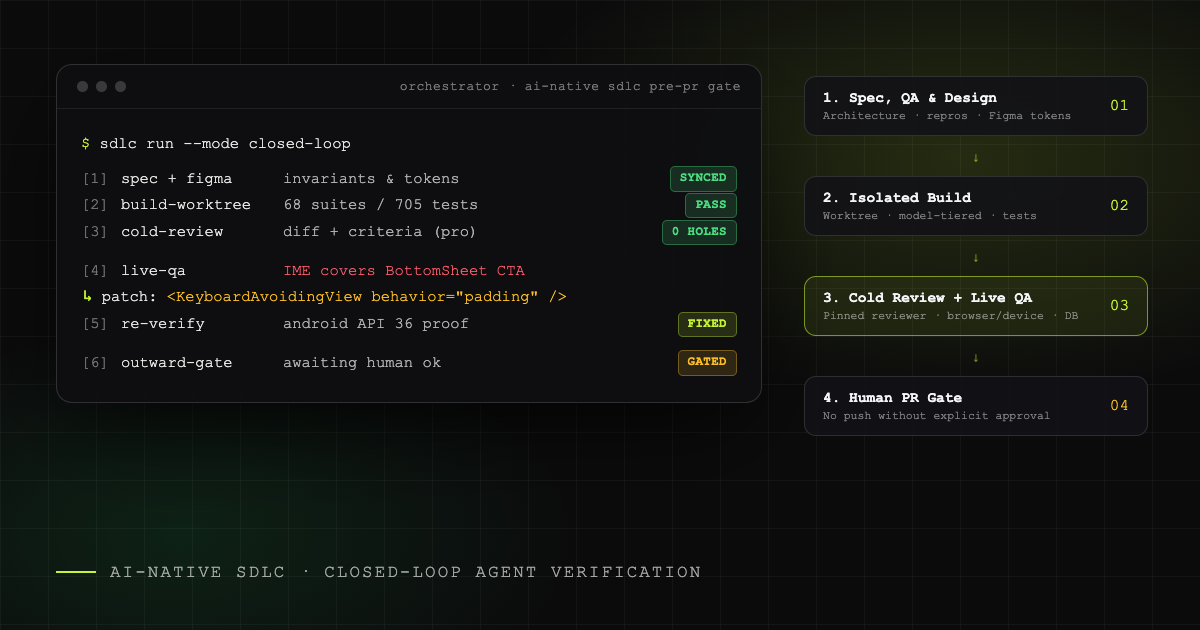 orchestrator · ai-native sdlc pre-pr gate
$ sdlc run --mode closed-loop
[1] spec + figma invariants & tokens SYNCED
[2] build-worktree 68 suites / 705 tests PASS
[3] cold-review diff + criteria (pro) 0 HOLES
[4] live-qa IME covers BottomSheet CTA
↳ patch: <KeyboardAvoidingView behavior="padding" />
[5] re-verify android API 36 proof FIXED
[6] outward-gate awaiting human ok GATED
1. Spec, QA & Design 01
Architecture · repros · Figma tokens
↓
2. Isolated Build 02
Worktree · model-tiered · tests
↓
3. Cold Review + Live QA 03
Pinned reviewer · browser/device · DB
↓
4. Human PR Gate 04
No push without explicit approval
AI-NATIVE SDLC · CLOSED-LOOP AGENT VERIFICATION